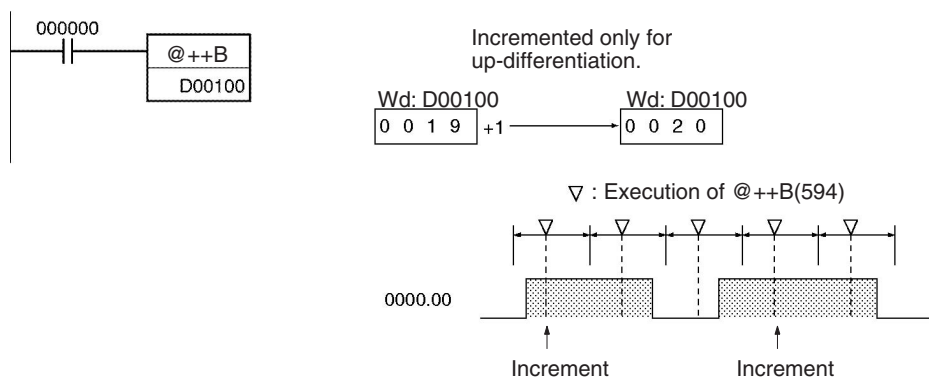 000000
@++B
D00100
Incremented only for
up-differentiation.
Wd: D00100 Wd: D00100
0 0 1 9 +1 0 0 2 0
▽ : Execution of @++B(594)
0000.00
Increment Increment